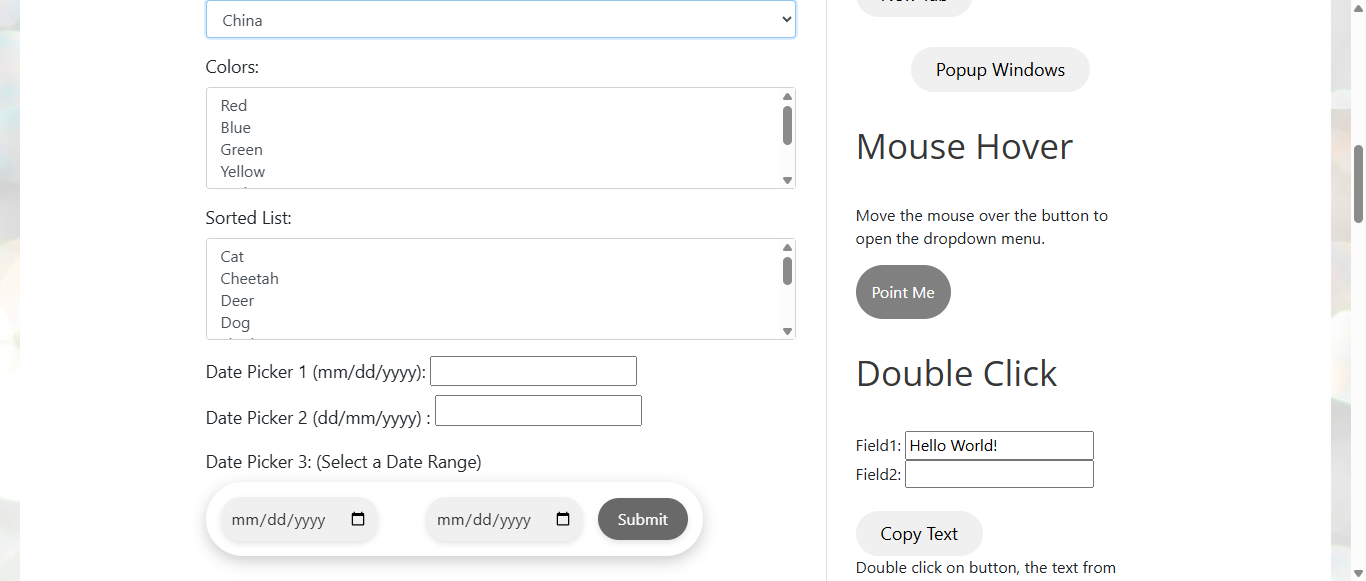 China
Colors:
Red
Blue
Green
Yellow
Sorted List:
Cat
Cheetah
Deer
Dog
Date Picker 1 (mm/dd/yyyy):
Date Picker 2 (dd/mm/yyyy) :
Date Picker 3: (Select a Date Range)
mm/dd/yyyy
mm/dd/yyyy
Submit
New Tab
Popup Windows
Mouse Hover
Move the mouse over the button to
open the dropdown menu.
Point Me
Double Click
Field1: Hello World!
Field2:
Copy Text
Double click on button, the text from